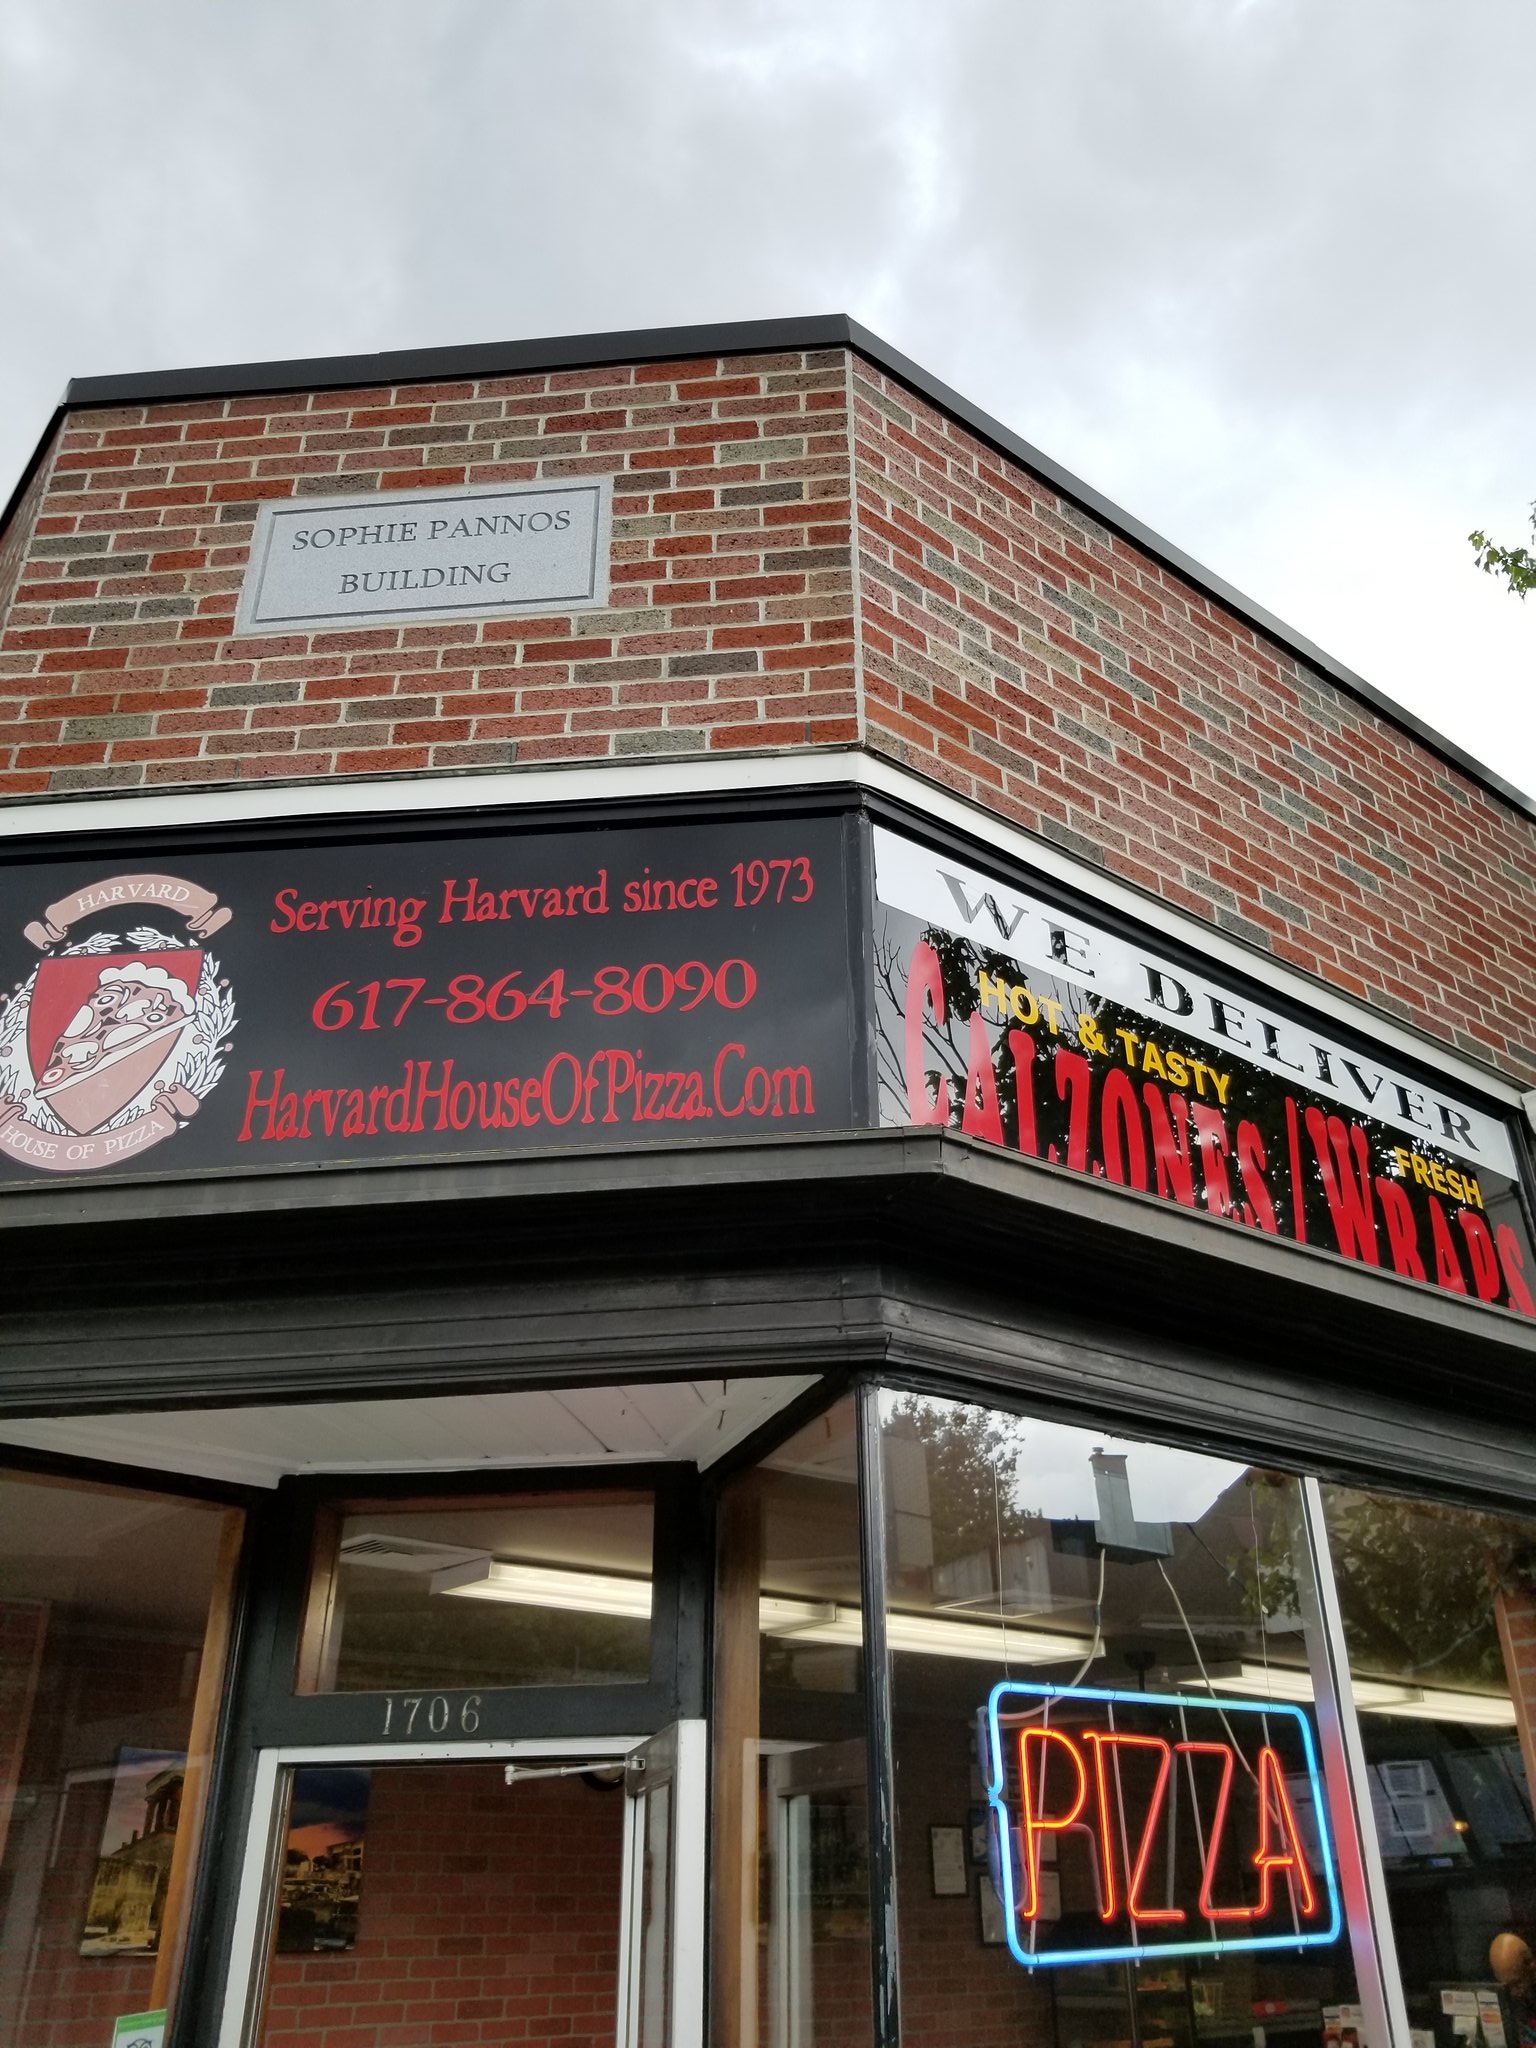 SOPHIE PANNOS
BUILDING
HARVARD
HOUSE OF PIZZA
Serving Harvard since 1973
617-864-8090
HarvardHouseOfPizza.Com
WE DELIVER
HOT & TASTY
CALZONES/WRAPS
FRESH
1706
PIZZA